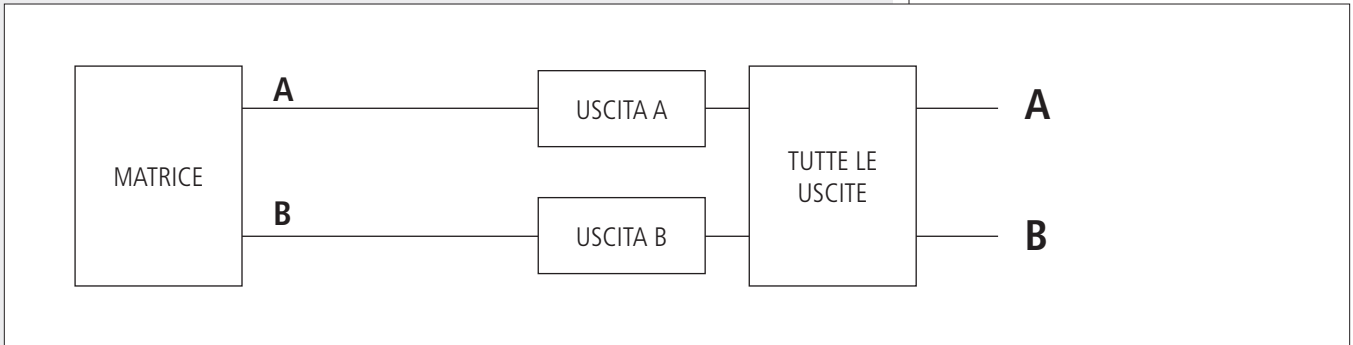 MATRICE
A
B
USCITA A
USCITA B
TUTTE LE
USCITE
A
B